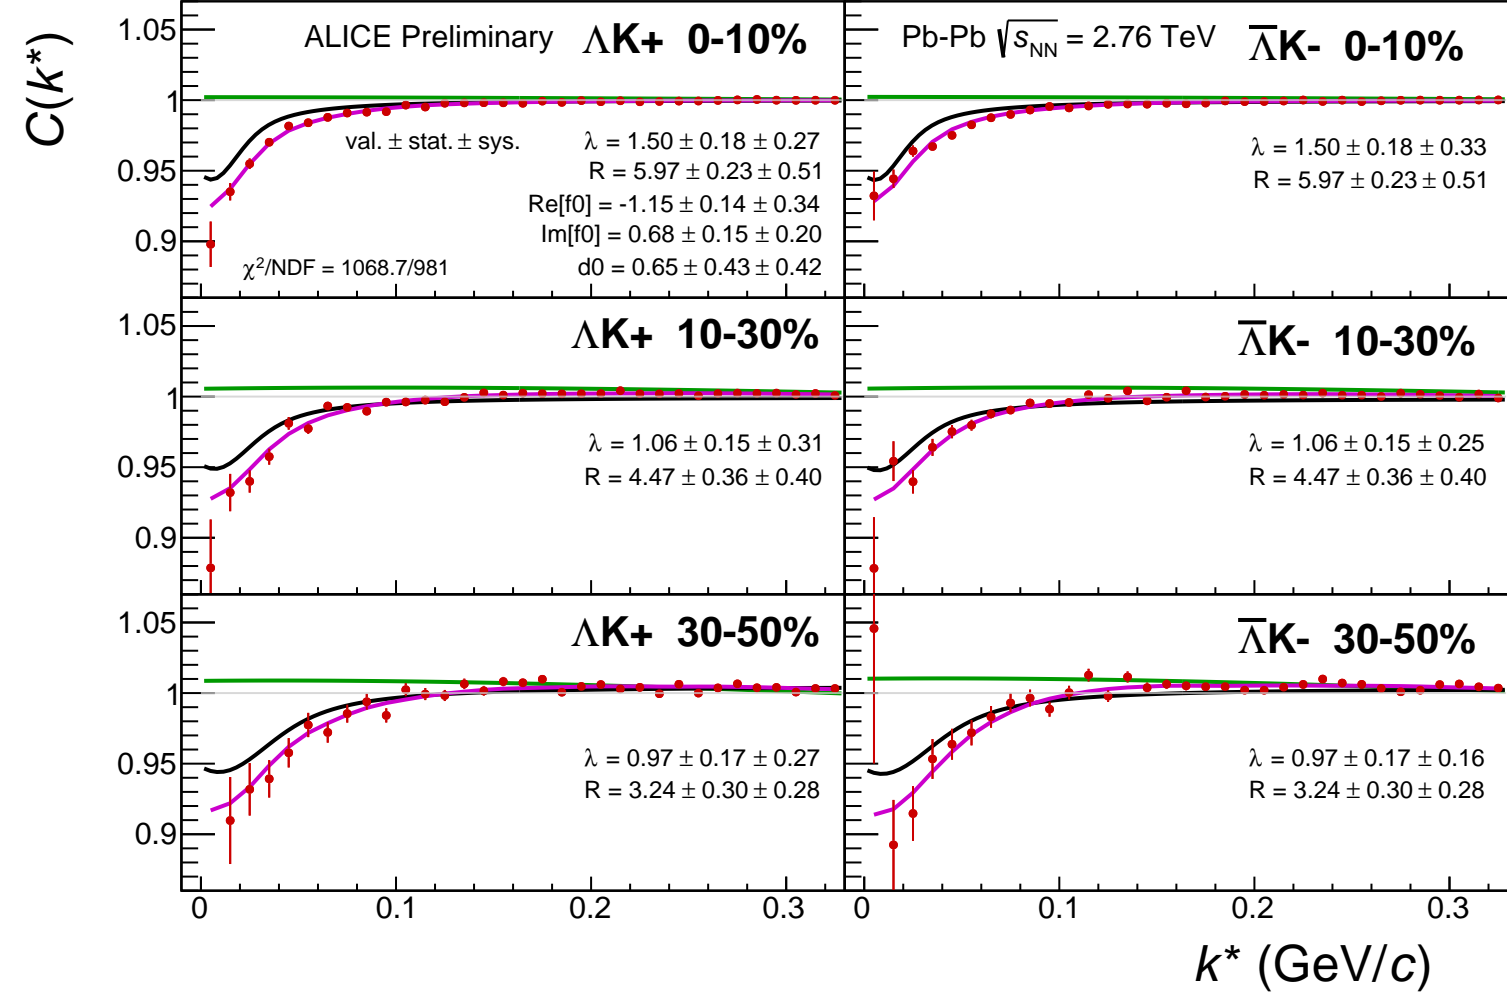 C(k*)
ALICE Preliminary ΛK+ 0-10%
val. ± stat. ± sys.
λ = 1.50 ± 0.18 ± 0.27
R = 5.97 ± 0.23 ± 0.51
Re[f0] = -1.15 ± 0.14 ± 0.34
Im[f0] = 0.68 ± 0.15 ± 0.20
d0 = 0.65 ± 0.43 ± 0.42
χ²/NDF = 1068.7/981
1.05
1
0.95
0.9
Pb-Pb √s_NN = 2.76 TeV Λ̅K- 0-10%
λ = 1.50 ± 0.18 ± 0.33
R = 5.97 ± 0.23 ± 0.51
ΛK+ 10-30%
λ = 1.06 ± 0.15 ± 0.31
R = 4.47 ± 0.36 ± 0.40
1.05
1
0.95
0.9
Λ̅K- 10-30%
λ = 1.06 ± 0.15 ± 0.25
R = 4.47 ± 0.36 ± 0.40
ΛK+ 30-50%
λ = 0.97 ± 0.17 ± 0.27
R = 3.24 ± 0.30 ± 0.28
1.05
1
0.95
0.9
Λ̅K- 30-50%
λ = 0.97 ± 0.17 ± 0.16
R = 3.24 ± 0.30 ± 0.28
0 0.1 0.2 0.3
0 0.1 0.2 0.3
k* (GeV/c)